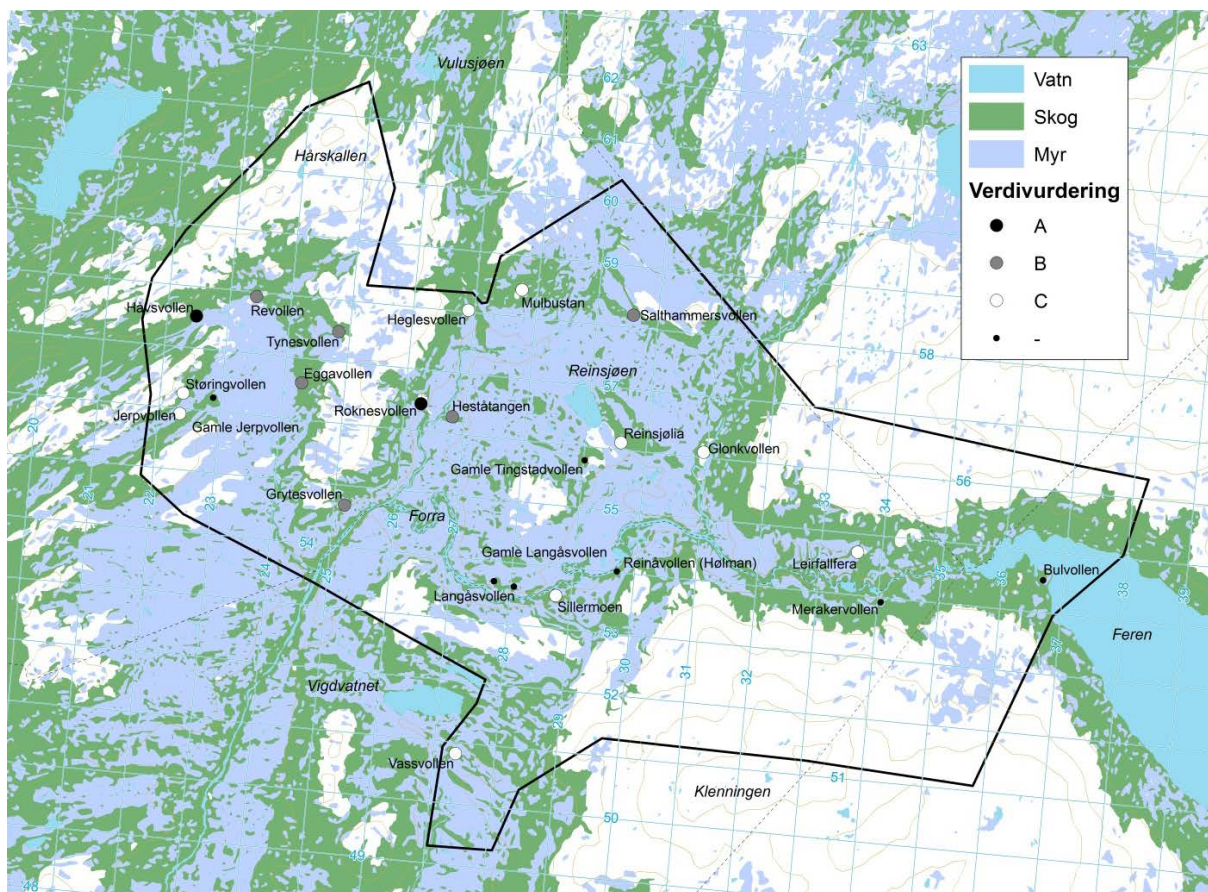 63
Vulusjøen
62
Vatn
Skog
Myr
Verdivurdering
A
B
C
-
61
Hårskallen
60
59
Mulbustan
Håvsvollen
Revollen
Heglesvollen
Salthammersvollen
Tynesvollen
58
Eggavollen
Reinsjøen
57
Støringvollen
Jerpvollen
Roknesvollen
Heståtangen
20
Gamle Jerpvollen
Reinsjølia
Glonkvollen
Gamle Tingstadvollen
21
22
23
56
33
34
Grytesvollen
26
27
55
Forra
54
24
25
Gamle Langåsvollen
Reinåvollen (Hølman)
Leirfallfera
35
36
Bulvollen
38
39
Langåsvollen
Sillermoen
Merakervollen
53
28
30
31
32
37
Feren
Vigdvatnet
52
29
Vassvollen
51
Klenningen
50
49
48